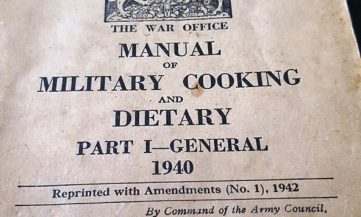 THE WAR OFFICE
MANUAL
OF
MILITARY COOKING
AND
DIETARY
PART I—GENERAL
1940
Reprinted with Amendments (No. 1), 1942
By Command of the Army Council,